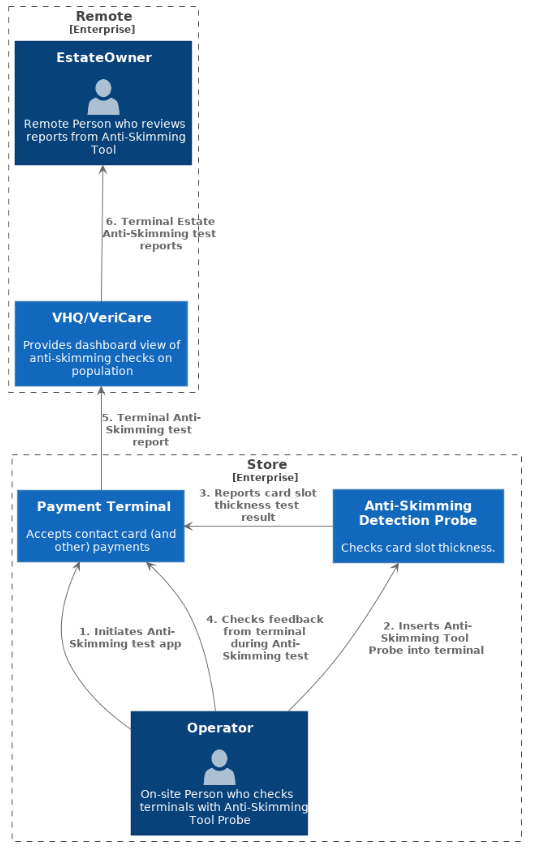 Remote
[Enterprise]
EstateOwner
Remote Person who reviews
reports from Anti-Skimming
Tool
6. Terminal Estate
Anti-Skimming test
reports
VHQ/VeriCare
Provides dashboard view of
anti-skimming checks on
population
5. Terminal Anti-
Skimming test
report
Store
[Enterprise]
Payment Terminal
Accepts contact card (and
other) payments
3. Reports card slot
thickness test
result
Anti-Skimming
Detection Probe
Checks card slot thickness.
1. Initiates Anti-
Skimming test app
4. Checks feedback
from terminal
during Anti-
Skimming test
2. Inserts Anti-
Skimming Tool
Probe into terminal
Operator
On-site Person who checks
terminals with Anti-Skimming
Tool Probe